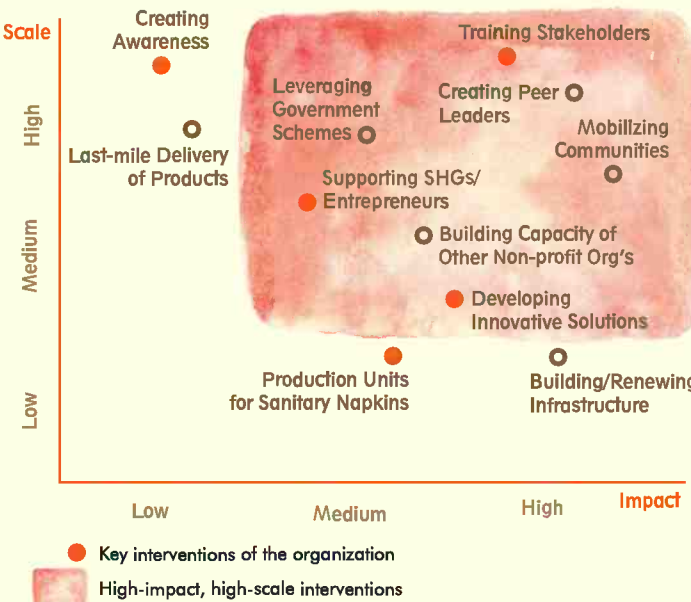 Scale
Creating
Awareness
Training Stakeholders
Leveraging
Government
Schemes
Creating Peer
Leaders
High
Mobilizing
Communities
Last-mile Delivery
of Products
Supporting SHGs/
Entrepreneurs
Medium
Building Capacity of
Other Non-profit Org's
Developing
Innovative Solutions
Production Units
for Sanitary Napkins
Building/Renewing
Infrastructure
Low
Low
Medium
High
Impact
Key interventions of the organization
High-impact, high-scale interventions